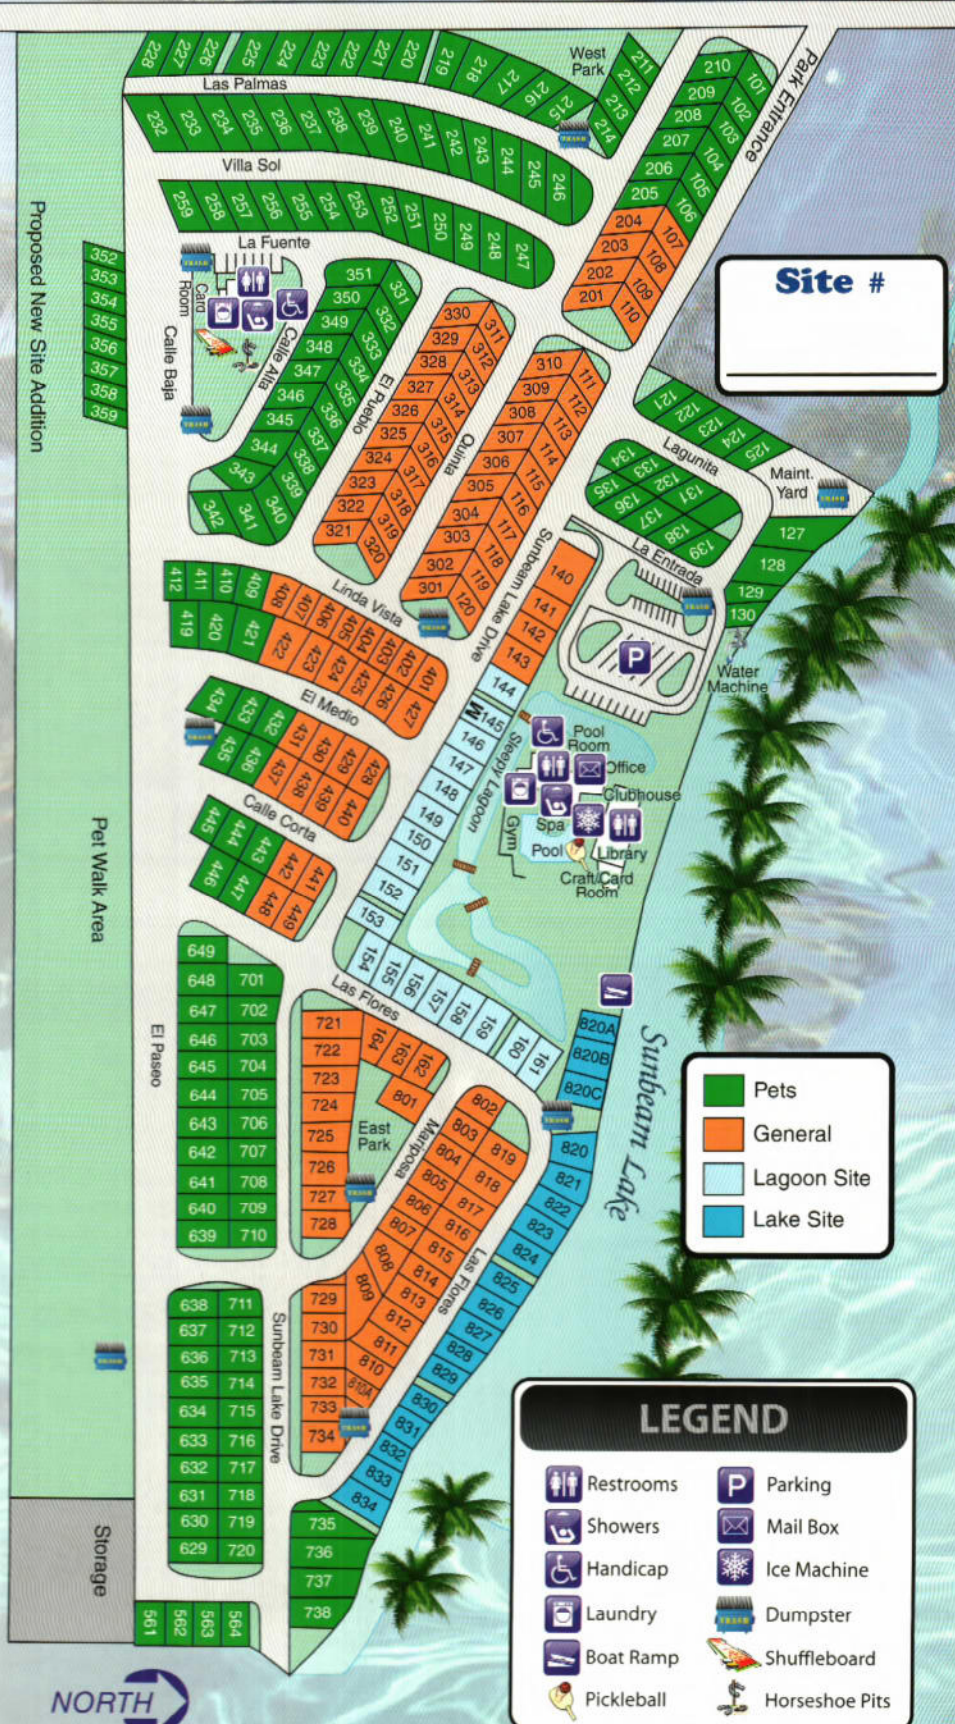 228 227 226 225 224 223 222 221 220 219 218 217 216 215
West
Park
211
212
213
214
210 101
209 102
208 103
207 104
206 105
205 106
204 107
203 108
202 109
201 110
Park Entrance
Las Palmas
232 233 234 235 236 237 238 239 240 241 242 243 244 245 246
Villa Sol
259 258 257 256 255 254 253 252 251 250 249 248 247
Site #
Proposed New Site Addition
352
353
354
355
356
357
358
359
La Fuente
Card
Room
Calle Baja
Calle Alta
351 331
350 332
349 333
348 334
347 335
346 336
345 337
344 338
343 339
342 341 340
El Pueblo
330 311
329 312
328 313
327 314
326 315
325 316
324 317
323 318
322 319
321 320
Quinta
310 111
309 112
308 113
307 114
306 115
305 116
304 117
303 118
302 119
301 120
121 122 123 124 125
Lagunita
134 133 132 131
135 136 137 138 139
Maint.
Yard
127
128
129
130
La Entrada
Water
Machine
Sunbeam Lake Drive
140
141
142
143
144
W 145
146
147
148
149
150
151
152
153
Sleepy Lagoon
Pool
Room
Office
Clubhouse
Spa
Gym
Pool
Library
Craft/Card
Room
Linda Vista
412 411 410 409 408 407 406 405 404 403 402 401
419 420 421 422 423 424 425 426 427
El Medio
434 433 432 431 430 429 428
435 436 437 438 439 440
Calle Corta
445 444 443 442 441
446 447 448 449
Pet Walk Area
154 155 156 157 158 159 160 161
Las Flores
El Paseo
649
648 701
647 702
646 703
645 704
644 705
643 706
642 707
641 708
640 709
639 710
638 711
637 712
636 713
635 714
634 715
633 716
632 717
631 718
630 719
629 720
Sunbeam Lake Drive
721
722
723
724
725
726
727
728
164 163 162
801
East
Park
Mariposa
729
730
731
732
733
734
802
803 819
804 818
805 817
806 816
807 815
808 814
809 813
812
811
810
810A
Las Flores
820A
820B
820C
820
821
822
823
824
825
826
827
828
829
830
831
832
833
834
Sunbeam Lake
735
736
737
738
Storage
561 562 563 564
NORTH
Pets
General
Lagoon Site
Lake Site
LEGEND
Restrooms
Showers
Handicap
Laundry
Boat Ramp
Pickleball
P Parking
Mail Box
Ice Machine
TRASH Dumpster
Shuffleboard
Horseshoe Pits